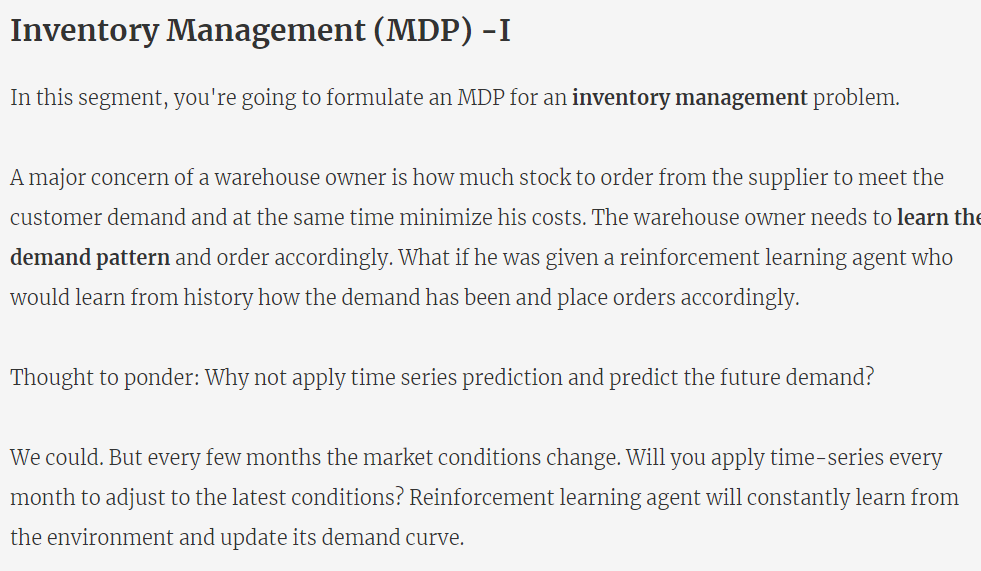 Inventory Management (MDP) -I
In this segment, you're going to formulate an MDP for an inventory management problem.
A major concern of a warehouse owner is how much stock to order from the supplier to meet the
customer demand and at the same time minimize his costs. The warehouse owner needs to learn the
demand pattern and order accordingly. What if he was given a reinforcement learning agent who
would learn from history how the demand has been and place orders accordingly.
Thought to ponder: Why not apply time series prediction and predict the future demand?
We could. But every few months the market conditions change. Will you apply time-series every
month to adjust to the latest conditions? Reinforcement learning agent will constantly learn from
the environment and update its demand curve.